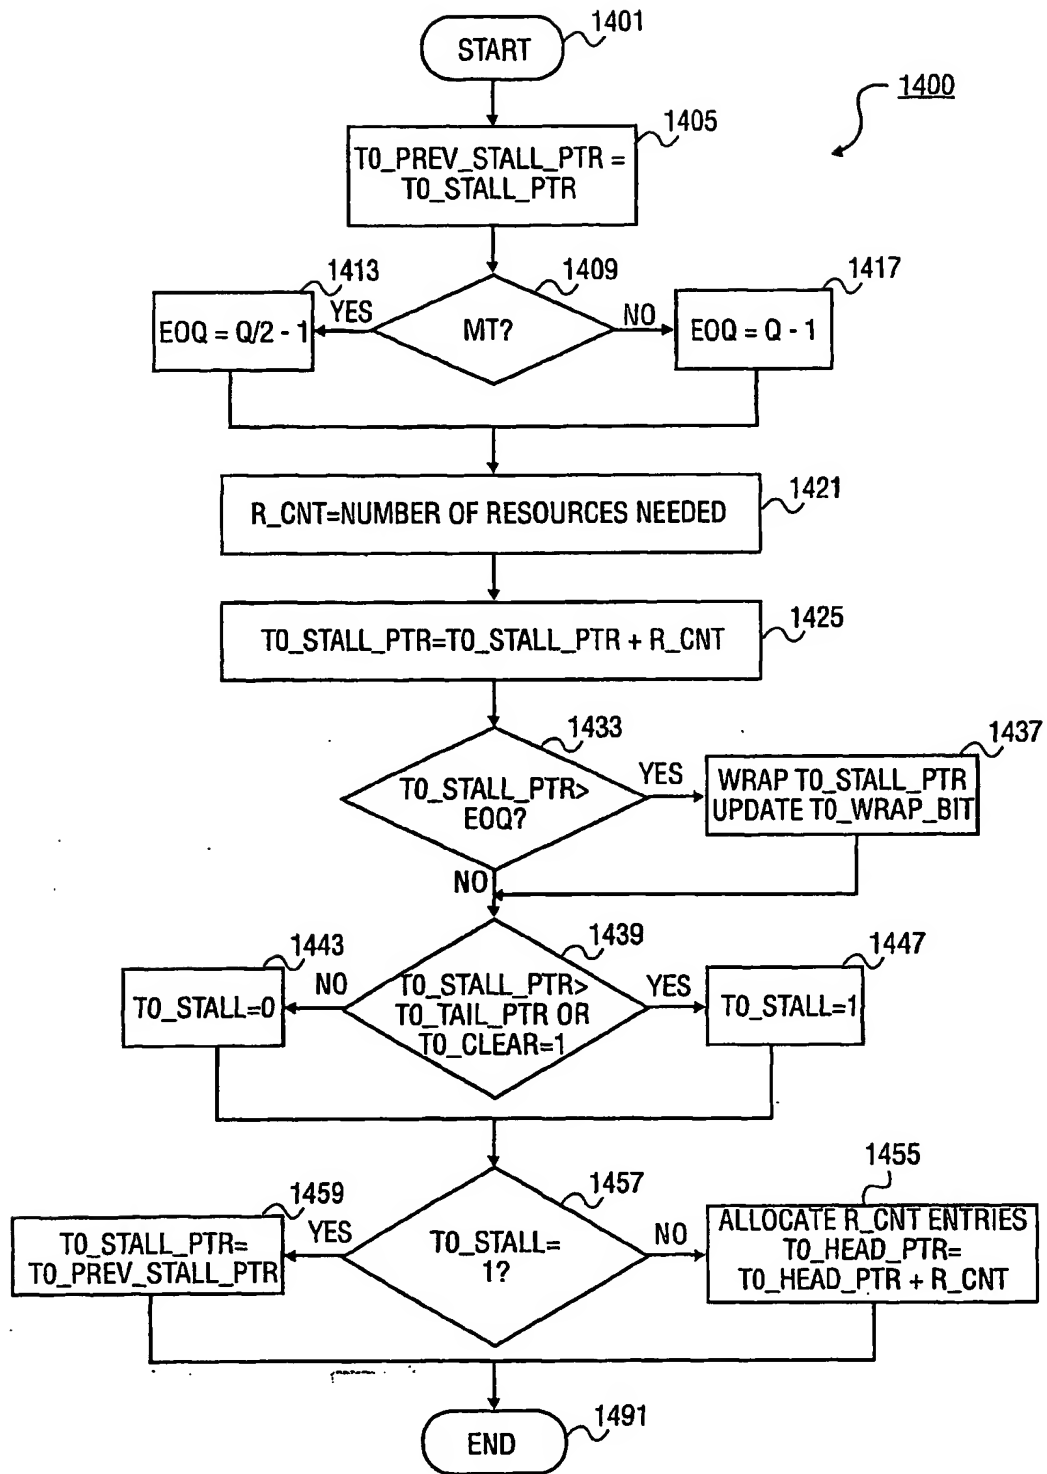 START
1401
1400
1405
T0_PREV_STALL_PTR =
T0_STALL_PTR
1413
1409
1417
EOQ = Q/2 - 1
YES
MT?
NO
EOQ = Q - 1
1421
R_CNT=NUMBER OF RESOURCES NEEDED
1425
T0_STALL_PTR=T0_STALL_PTR + R_CNT
1433
1437
T0_STALL_PTR>
EOQ?
YES
WRAP T0_STALL_PTR
UPDATE T0_WRAP_BIT
NO
1443
1439
1447
T0_STALL=0
NO
T0_STALL_PTR>
T0_TAIL_PTR OR
T0_CLEAR=1
YES
T0_STALL=1
1459
1457
1455
T0_STALL_PTR=
T0_PREV_STALL_PTR
YES
T0_STALL=
1?
NO
ALLOCATE R_CNT ENTRIES
T0_HEAD_PTR=
T0_HEAD_PTR + R_CNT
END
1491